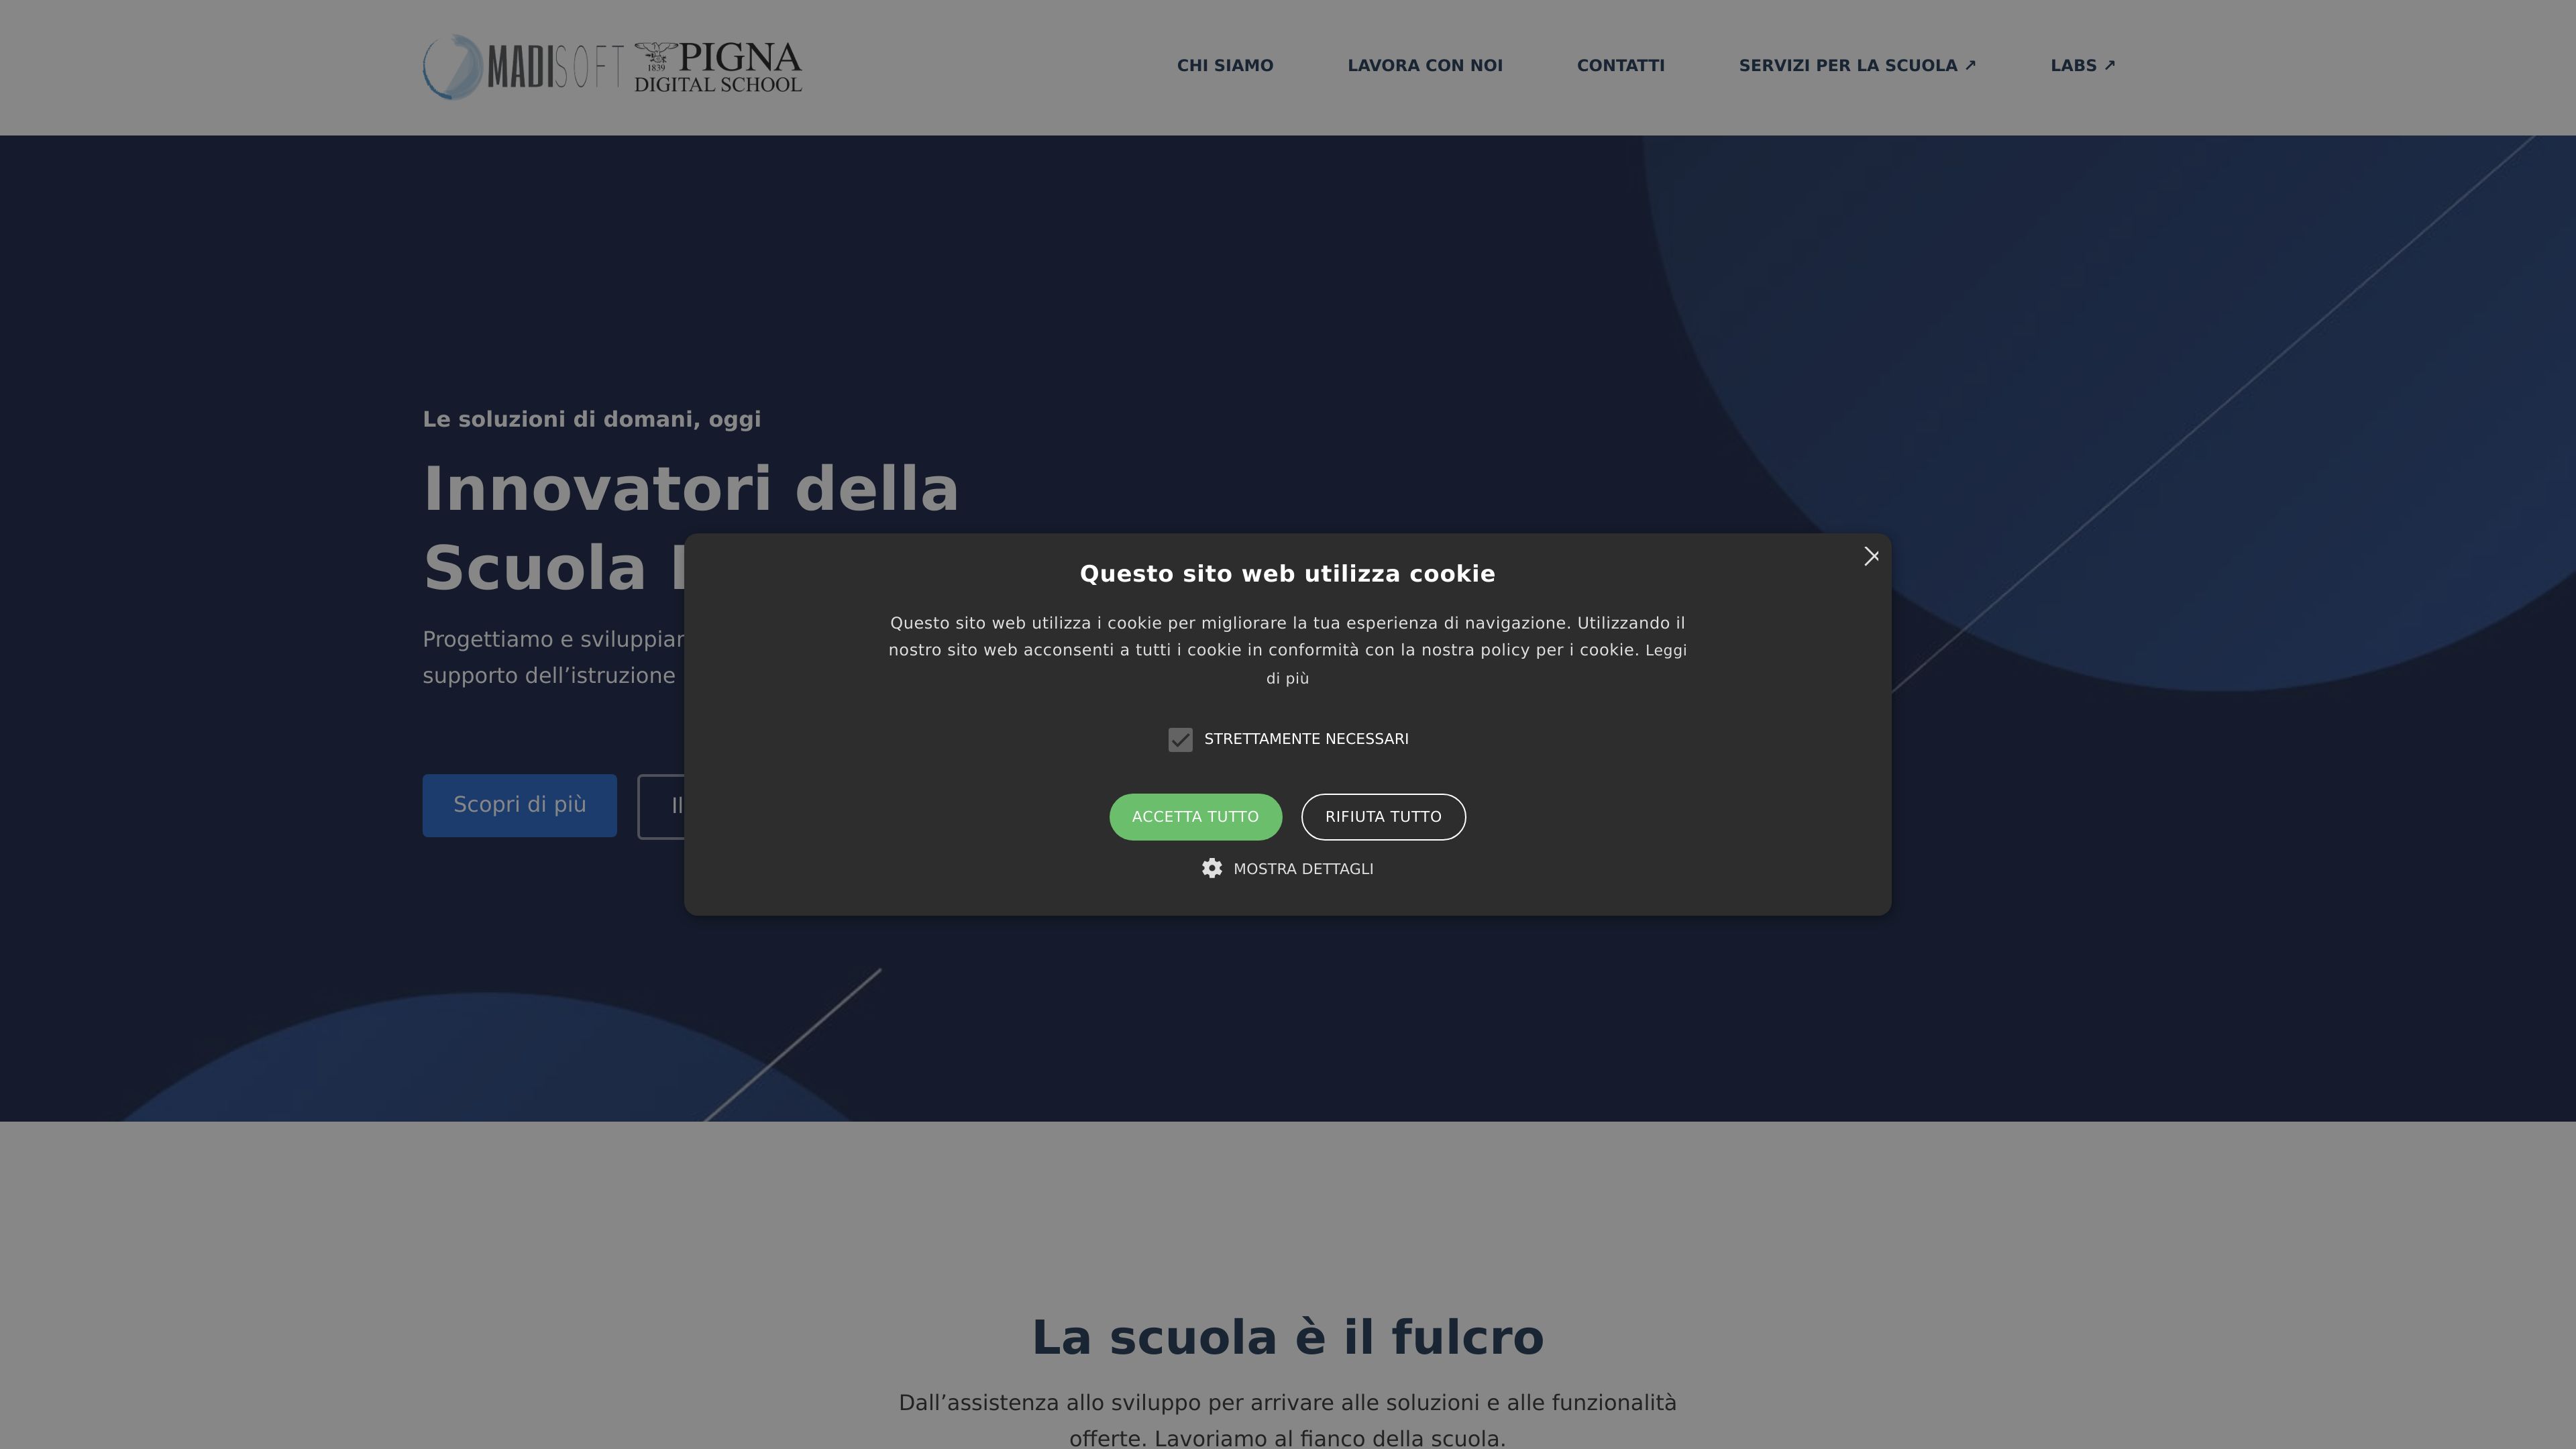 MADISOFT
1839 PIGNA
DIGITAL SCHOOL
CHI SIAMO
LAVORA CON NOI
CONTATTI
SERVIZI PER LA SCUOLA ↗
LABS ↗
Le soluzioni di domani, oggi
Innovatori della
Scuola
Progettiamo e
supporto dell’istruzione
Scopri di più
Il
Questo sito web utilizza cookie
Questo sito web utilizza i cookie per migliorare la tua esperienza di navigazione. Utilizzando il
nostro sito web acconsenti a tutti i cookie in conformità con la nostra policy per i cookie. Leggi
di più
STRETTAMENTE NECESSARI
ACCETTA TUTTO
RIFIUTA TUTTO
MOSTRA DETTAGLI
La scuola è il fulcro
Dall’assistenza allo sviluppo per arrivare alle soluzioni e alle funzionalità
offerte. Lavoriamo al fianco della scuola.